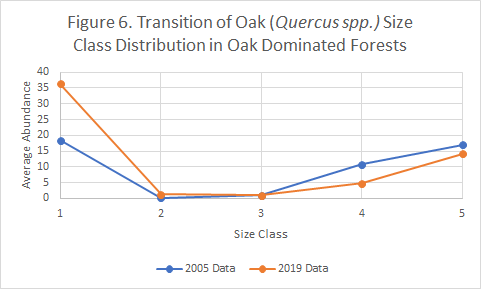 Figure 6. Transition of Oak (Quercus spp.) Size
Class Distribution in Oak Dominated Forests
Average Abundance
40
35
30
25
20
15
10
5
0
1 2 3 4 5
Size Class
2005 Data 2019 Data